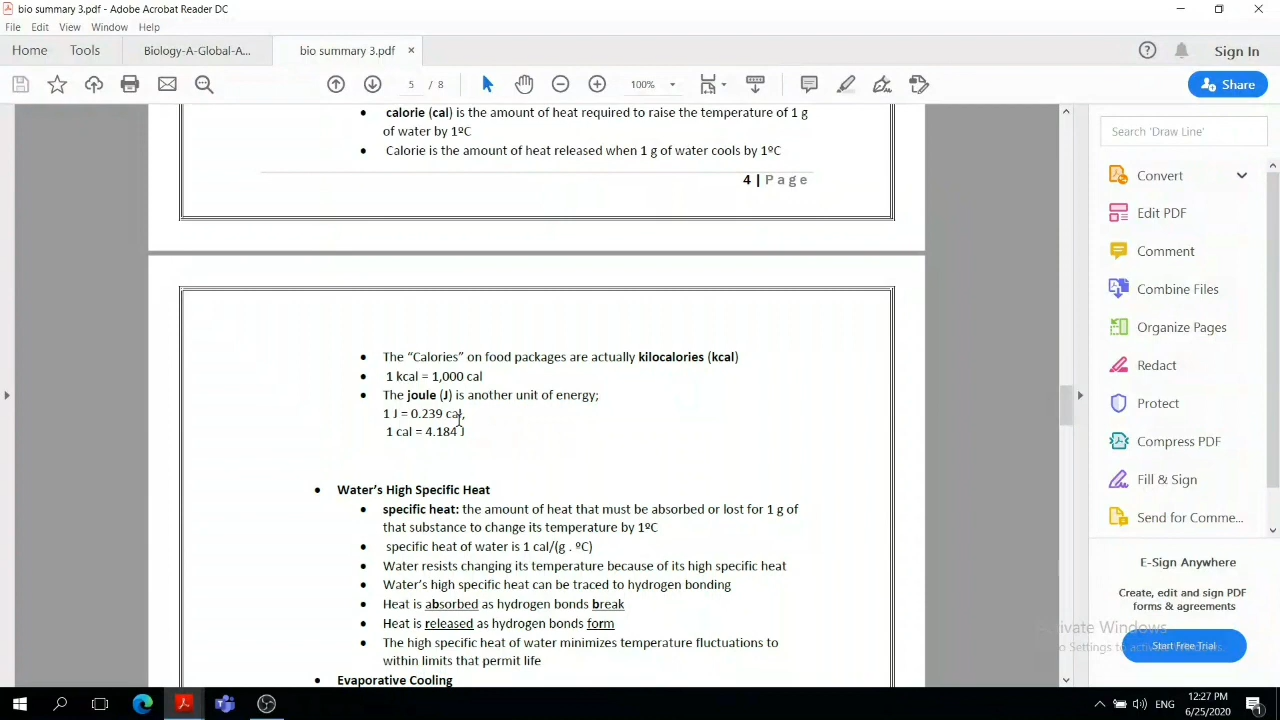 bio summary 3.pdf - Adobe Acrobat Reader DC
File Edit View Window Help
Home Tools Biology-A-Global-A... bio summary 3.pdf × Sign In
5 / 8 100% Share
calorie (cal) is the amount of heat required to raise the temperature of 1 g
of water by 1ºC
Calorie is the amount of heat released when 1 g of water cools by 1ºC
4 | Page
The “Calories” on food packages are actually kilocalories (kcal)
1 kcal = 1,000 cal
The joule (J) is another unit of energy;
1 J = 0.239 cal,
1 cal = 4.184 J
Water’s High Specific Heat
specific heat: the amount of heat that must be absorbed or lost for 1 g of
that substance to change its temperature by 1ºC
specific heat of water is 1 cal/(g . ºC)
Water resists changing its temperature because of its high specific heat
Water’s high specific heat can be traced to hydrogen bonding
Heat is absorbed as hydrogen bonds break
Heat is released as hydrogen bonds form
The high specific heat of water minimizes temperature fluctuations to
within limits that permit life
Evaporative Cooling
Search 'Draw Line'
Convert
Edit PDF
Comment
Combine Files
Organize Pages
Redact
Protect
Compress PDF
Fill & Sign
Send for Comme...
E-Sign Anywhere
Create, edit and sign PDF
forms & agreements
Windows
Start Free Trial
ENG
12:27 PM
6/25/2020
1